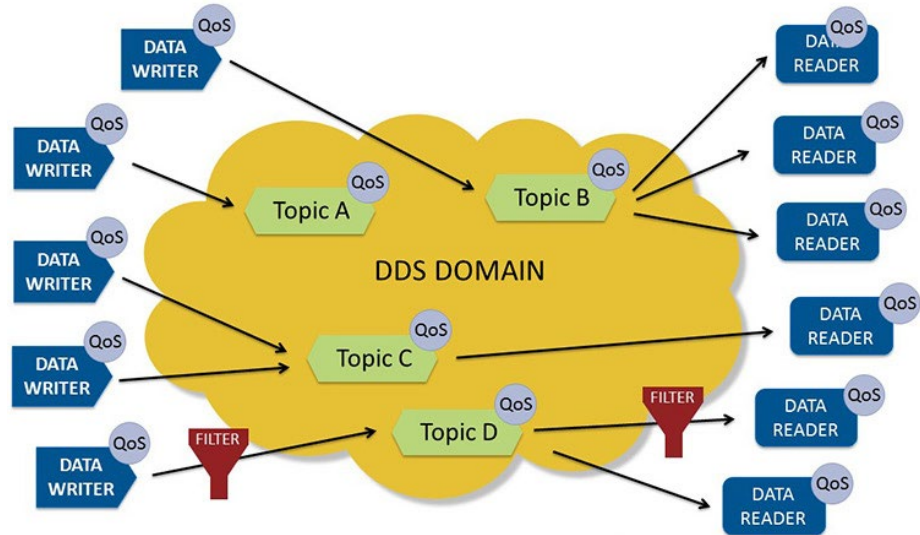 QoS
DATA
WRITER
QoS
DATA
READER
QoS
DATA
WRITER
QoS
DATA
READER
QoS
Topic A
QoS
Topic B
QoS
DATA
READER
QoS
DATA
WRITER
DDS DOMAIN
QoS
DATA
READER
QoS
Topic C
QoS
DATA
WRITER
QoS
Topic D
FILTER
QoS
DATA
READER
QoS
DATA
WRITER
FILTER
QoS
DATA
READER